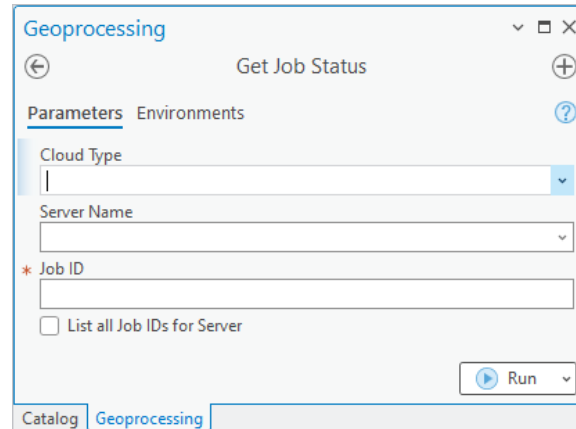 Geoprocessing
Get Job Status
Parameters Environments
Cloud Type
Server Name
* Job ID
List all Job IDs for Server
Run
Catalog Geoprocessing